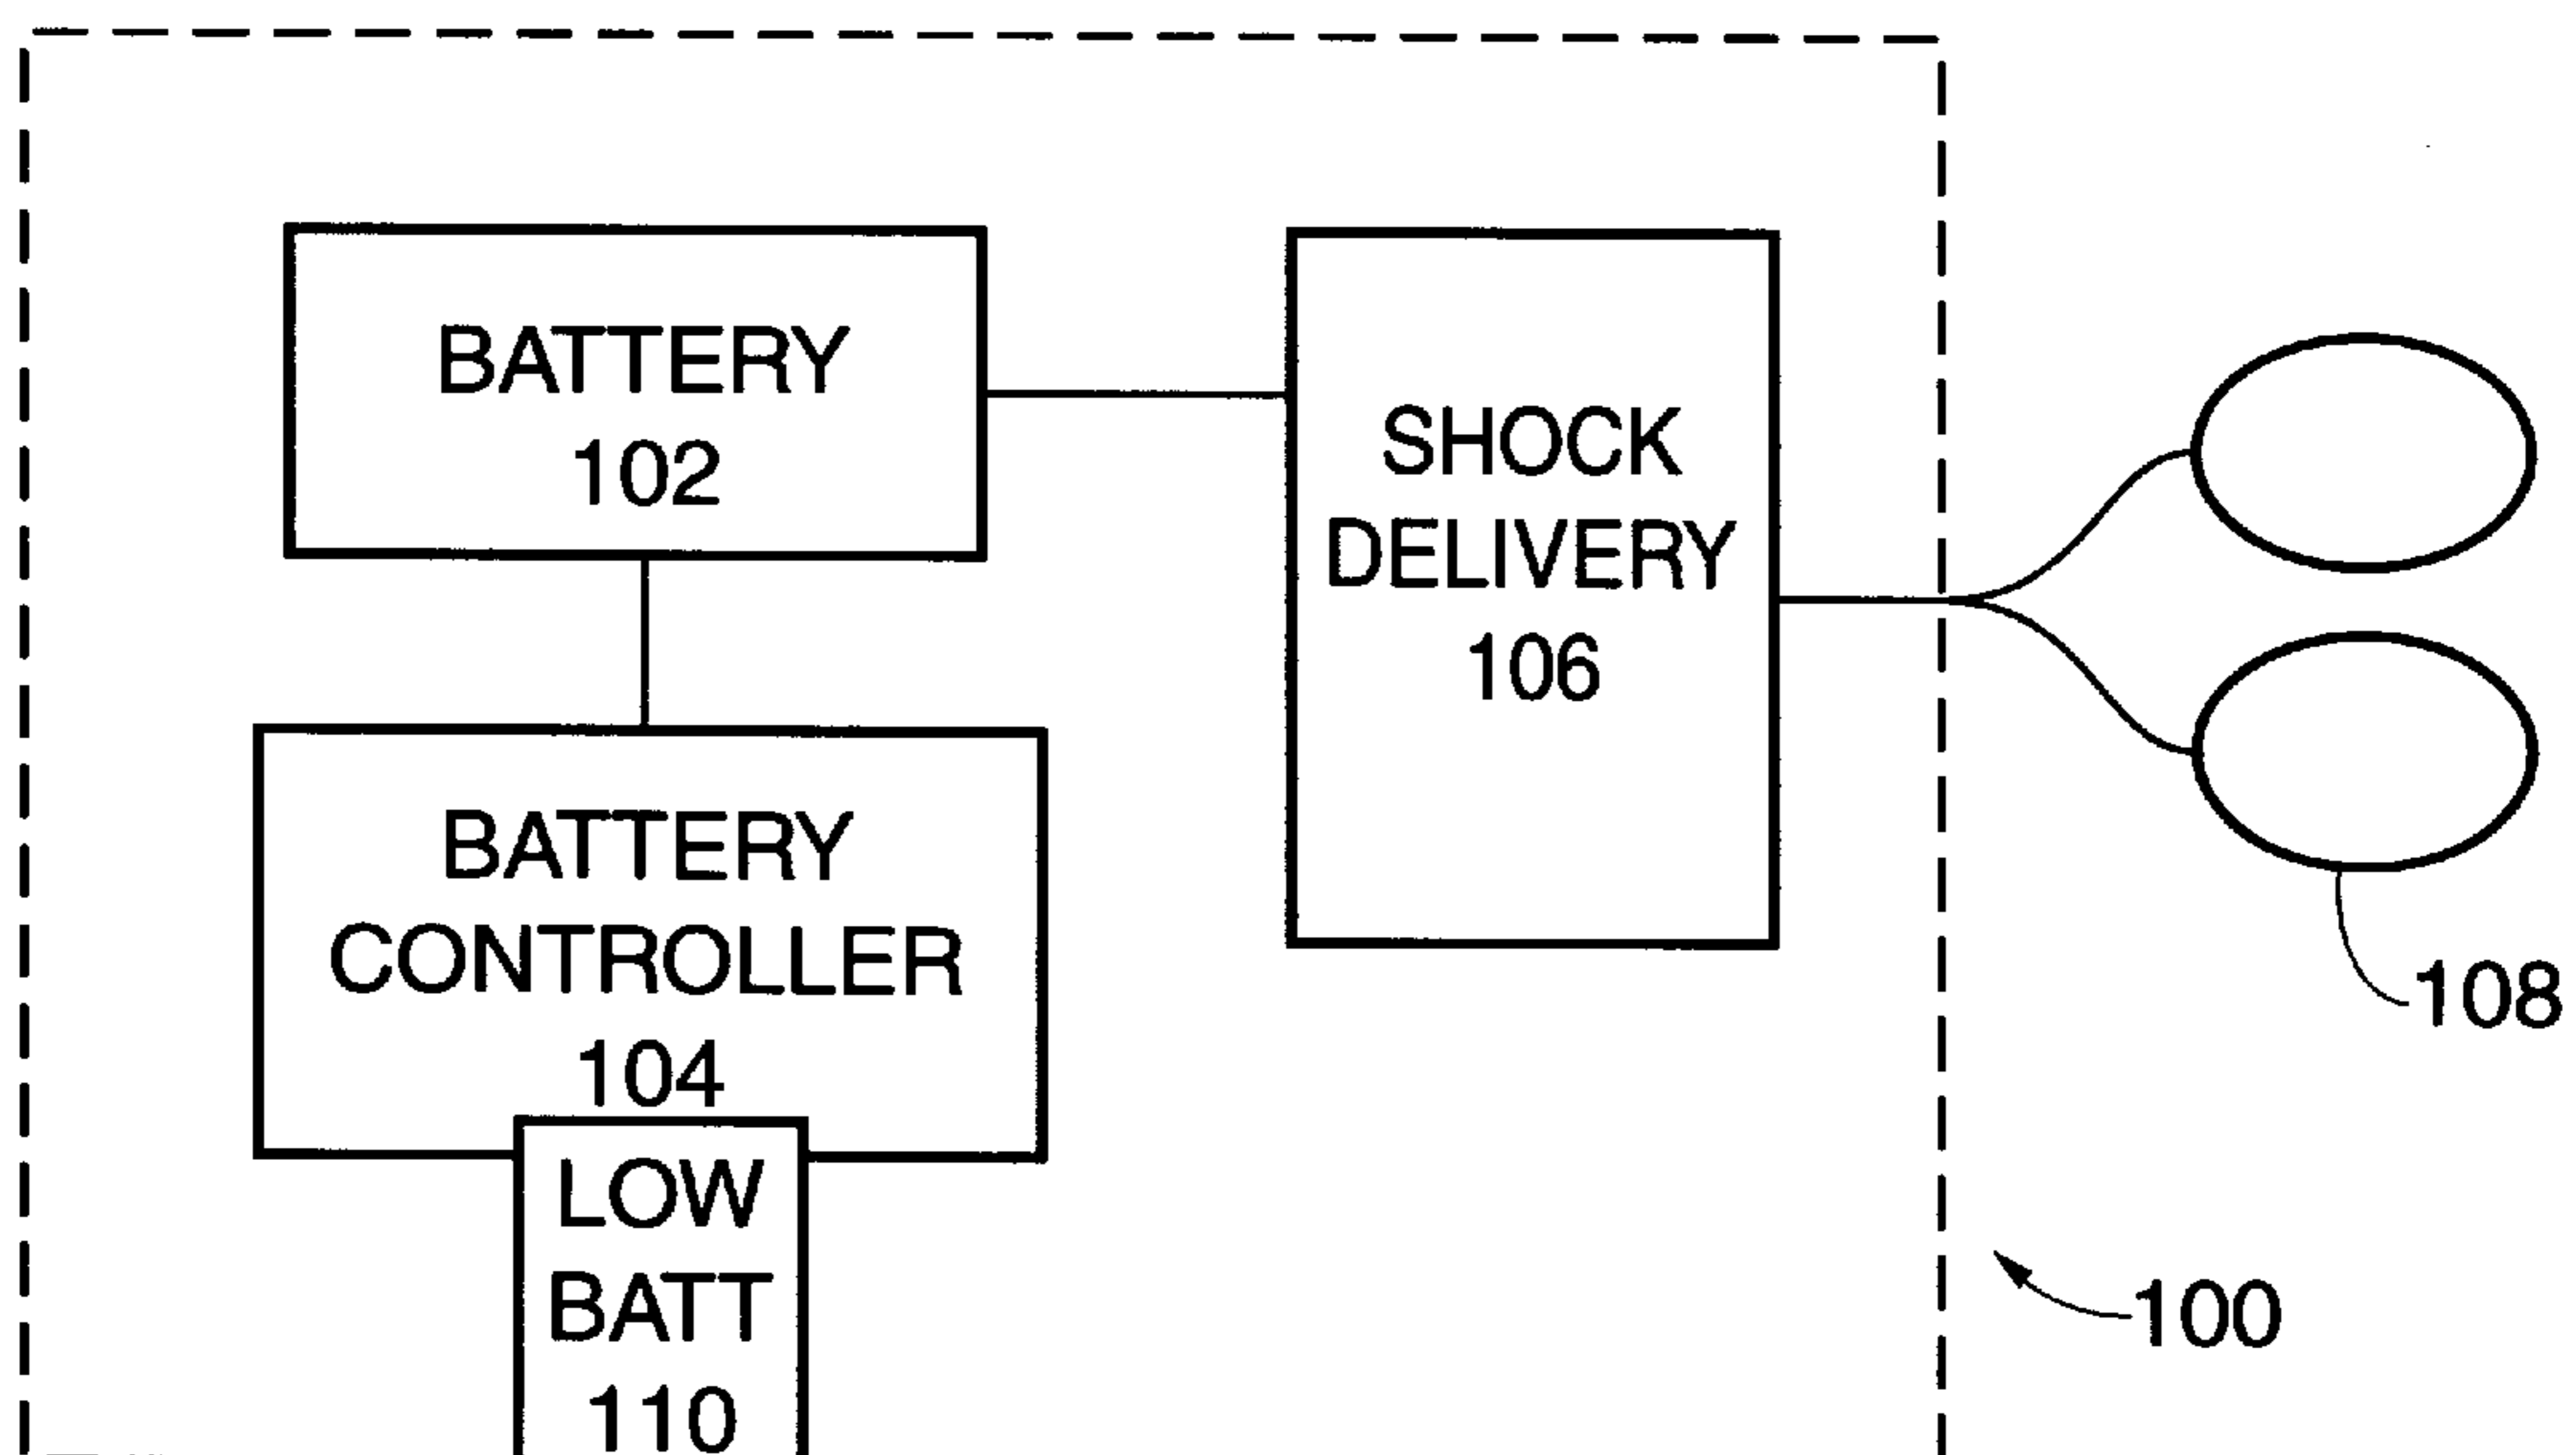 BATTERY
102
SHOCK
DELIVERY
106
BATTERY
CONTROLLER
104
108
LOW
BATT
110
100